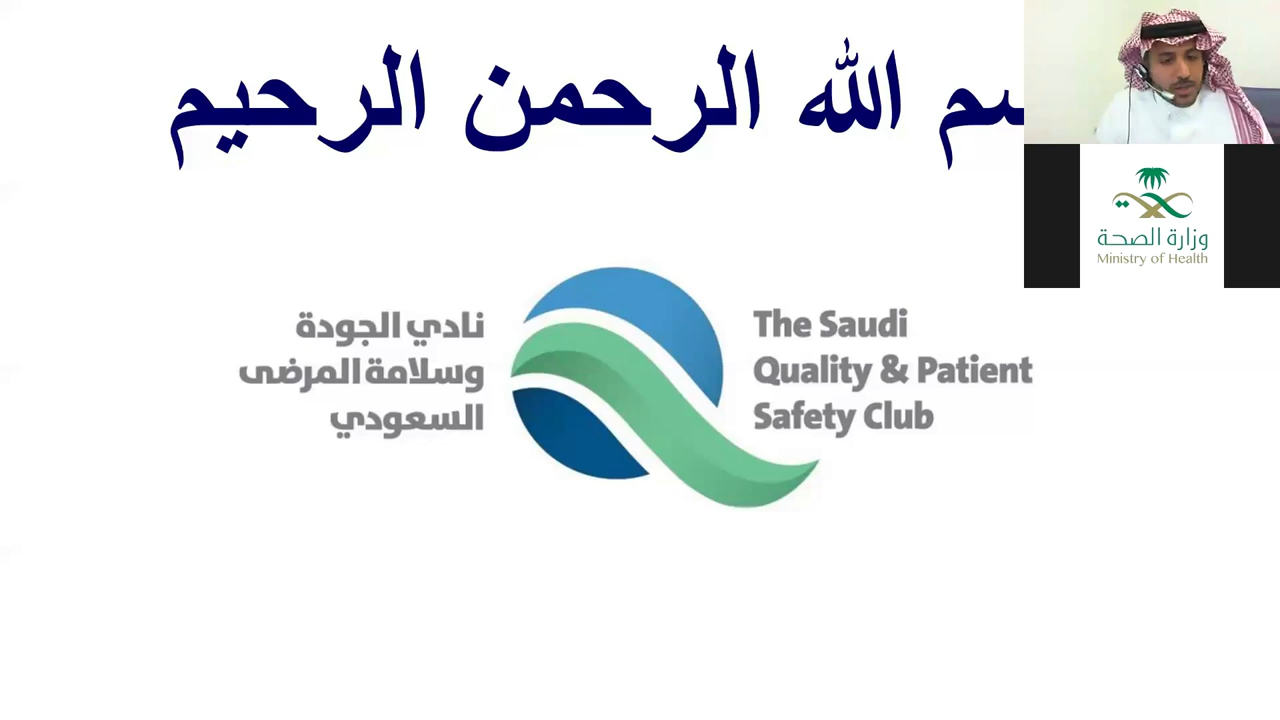 سم الله الرحمن الرحيم
نادي الجودة
وسلامة المرضى
السعودي
The Saudi
Quality & Patient
Safety Club
وزارة الصحة
Ministry of Health